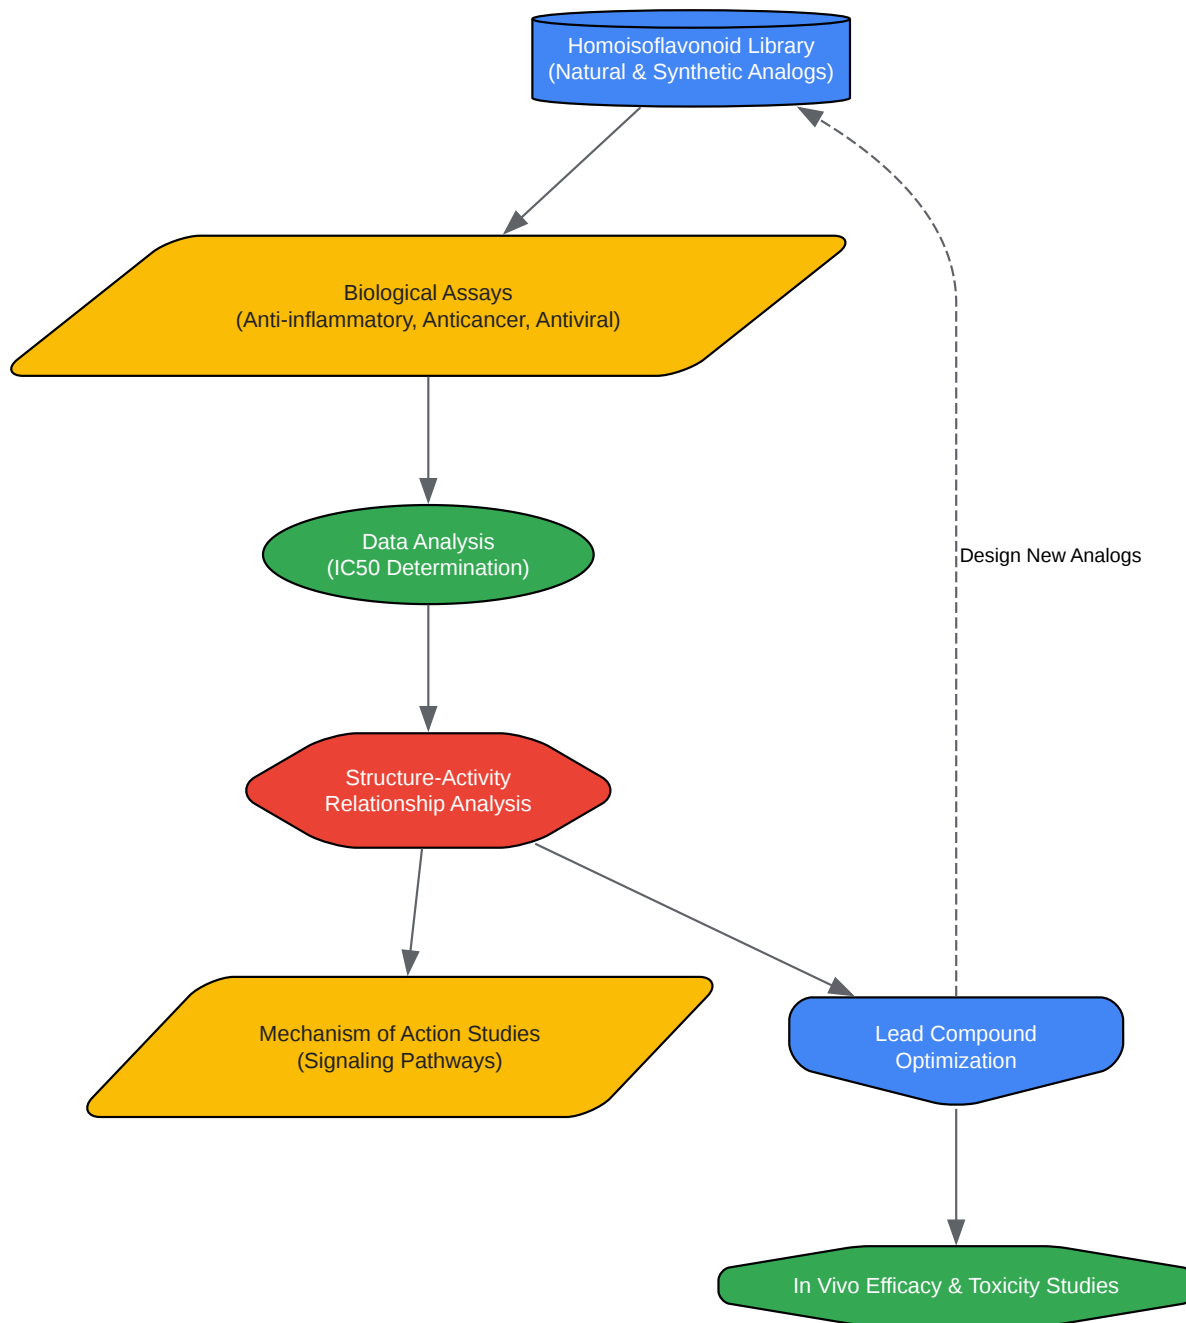 Homoisoflavonoid Library
(Natural & Synthetic Analogs)
Biological Assays
(Anti-inflammatory, Anticancer, Antiviral)
Data Analysis
(IC50 Determination)
Design New Analogs
Structure-Activity
Relationship Analysis
Mechanism of Action Studies
(Signaling Pathways)
Lead Compound
Optimization
In Vivo Efficacy & Toxicity Studies